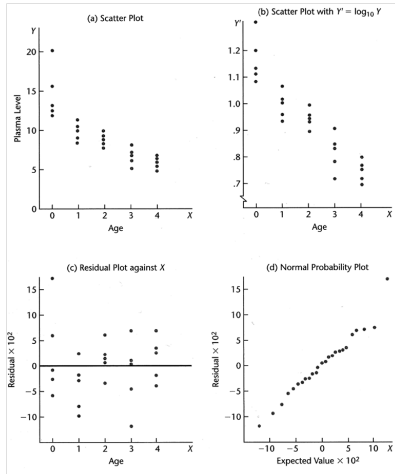 (a) Scatter Plot
Y
20
15
10
5
0
Plasma Level
0 1 2 3 4 X
Age
(b) Scatter Plot with Y' = log10 Y
Y'
1.2
1.1
1.0
.9
.8
.7
0 1 2 3 4 X
Age
(c) Residual Plot against X
15
10
5
0
−5
−10
Residual × 10²
0 1 2 3 4 X
Age
(d) Normal Probability Plot
15
10
5
0
−5
−10
Residual × 10²
−10 −5 0 5 10 X
Expected Value × 10²